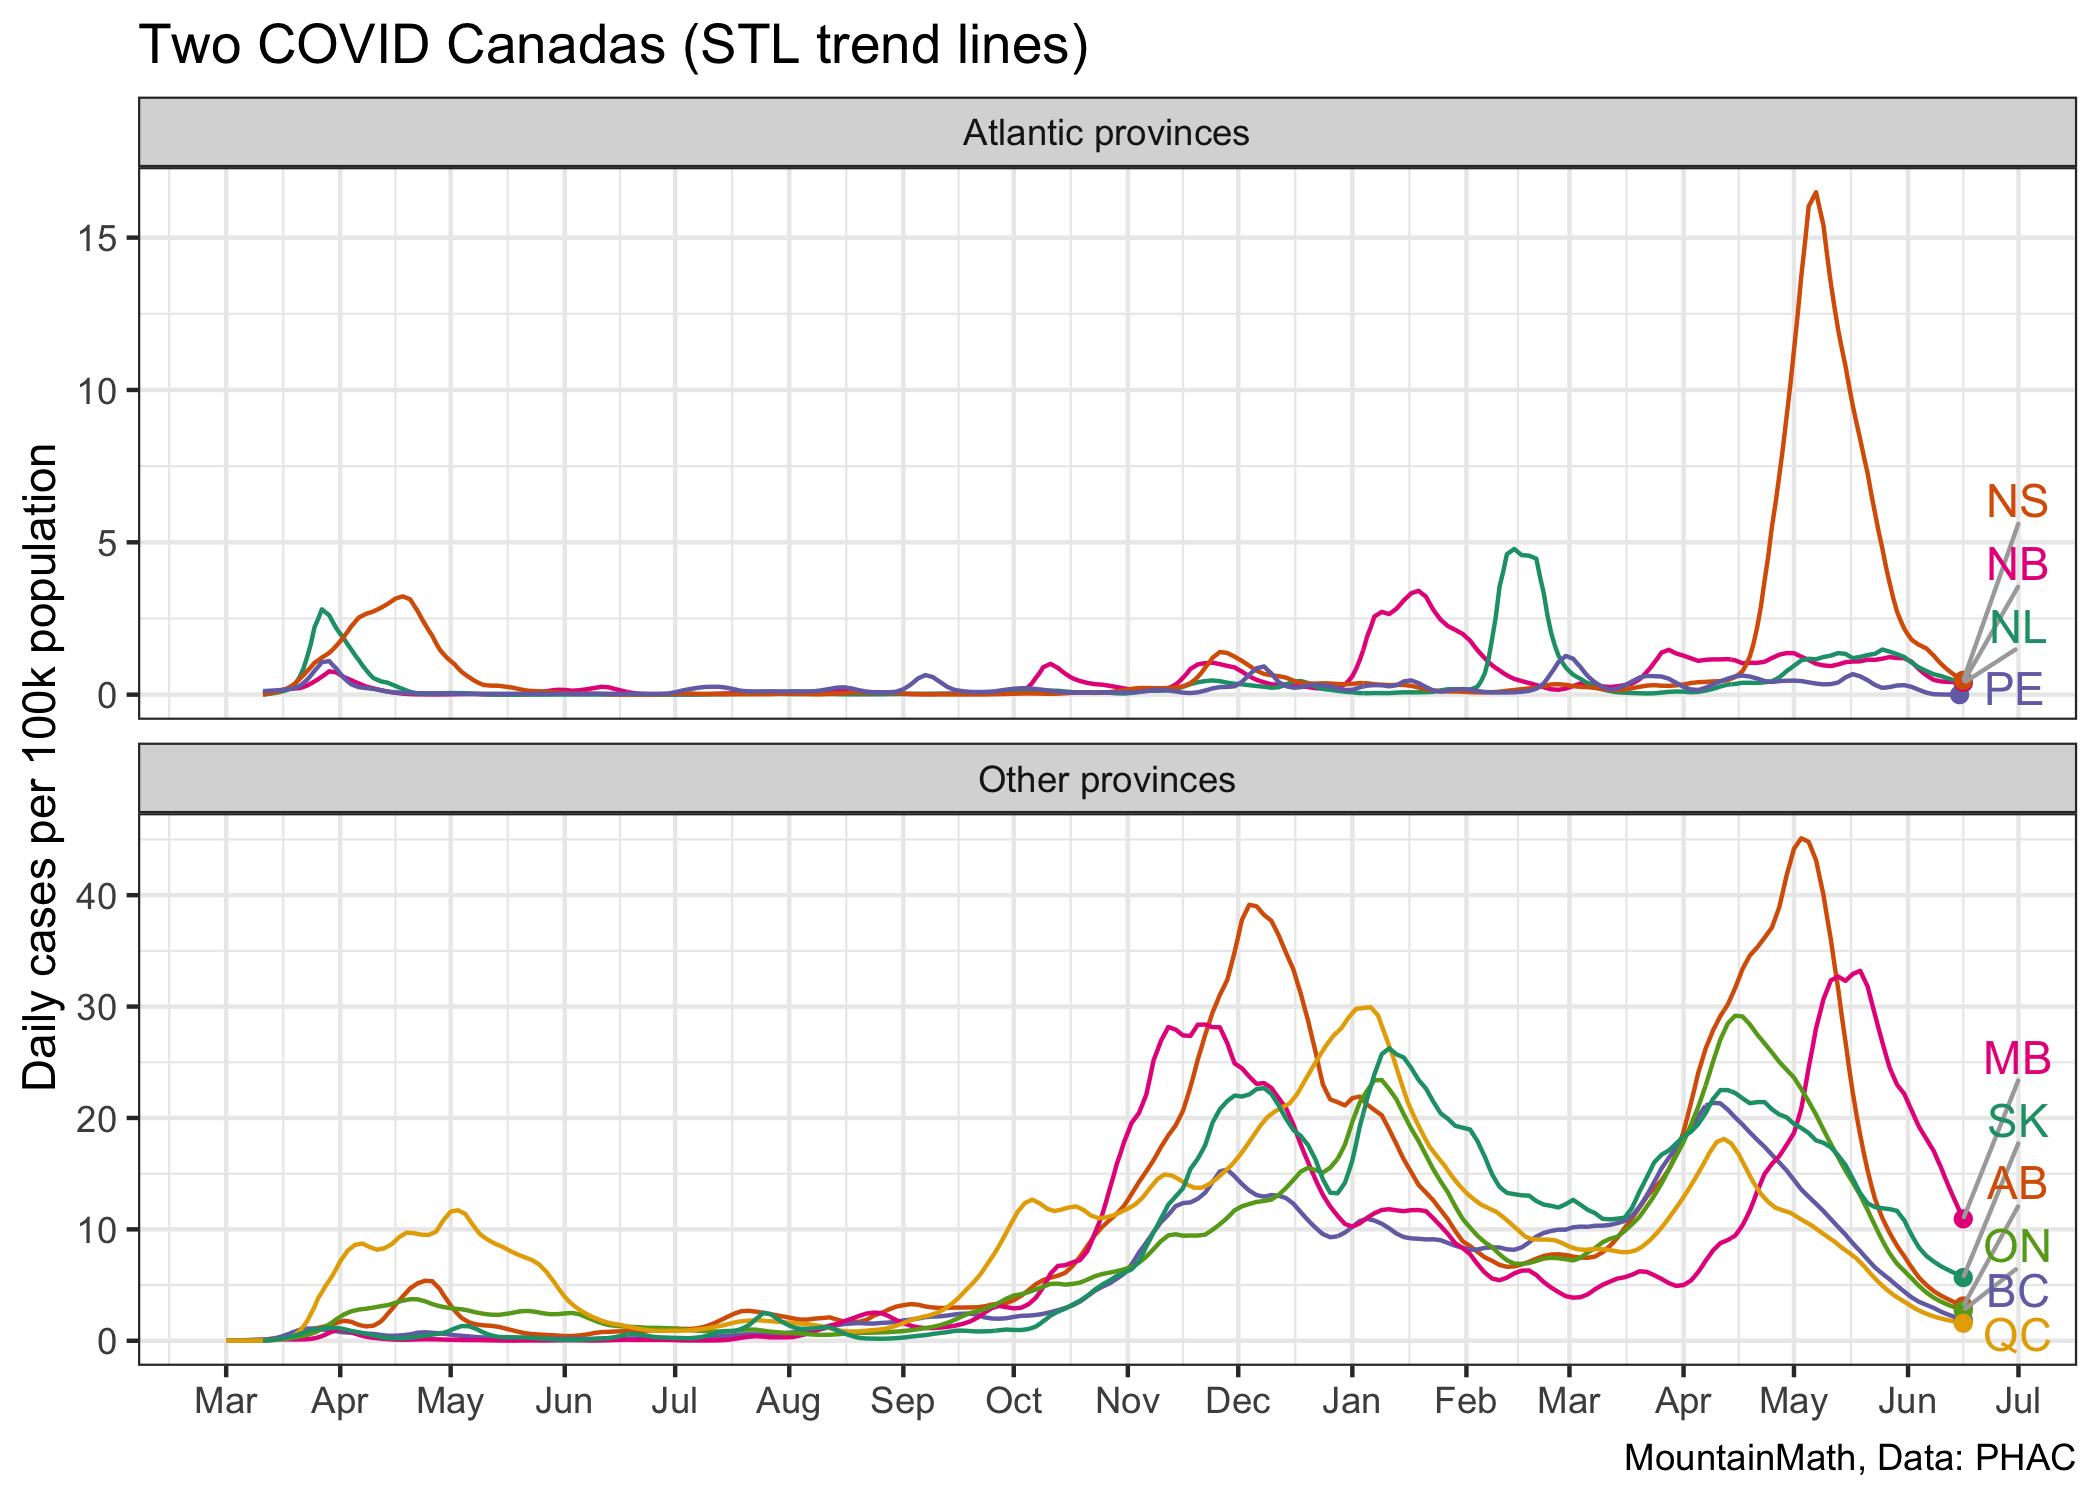 Two COVID Canadas (STL trend lines)
Atlantic provinces
15
10
5
0
NS
NB
NL
PE
Daily cases per 100k population
Other provinces
40
30
20
10
0
MB
SK
AB
ON
BC
QC
Mar Apr May Jun Jul Aug Sep Oct Nov Dec Jan Feb Mar Apr May Jun Jul
MountainMath, Data: PHAC